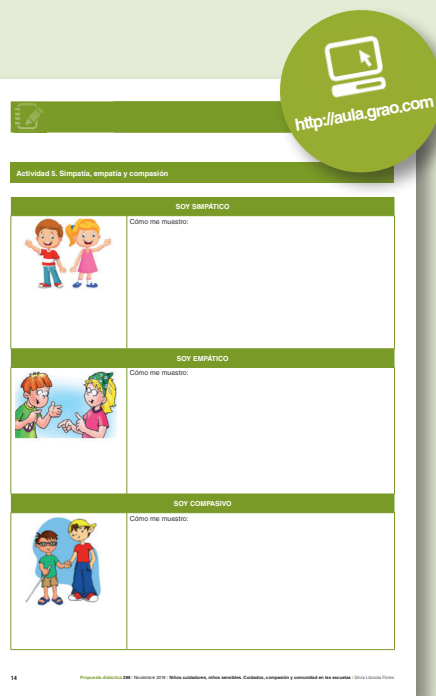 http://aula.grao.com
Actividad 5. Simpatía, empatía y compasión
SOY SIMPÁTICO
Cómo me muestro:
SOY EMPÁTICO
Cómo me muestro:
SOY COMPASIVO
Cómo me muestro:
14 Propuesta didáctica 288 | Noviembre 2019 | Niños cuidadores, niños sensibles. Cuidados, compasión y comunidad en las escuelas | Silvia Librada Flores